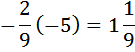 -2/9 (-5) = 1 1/9